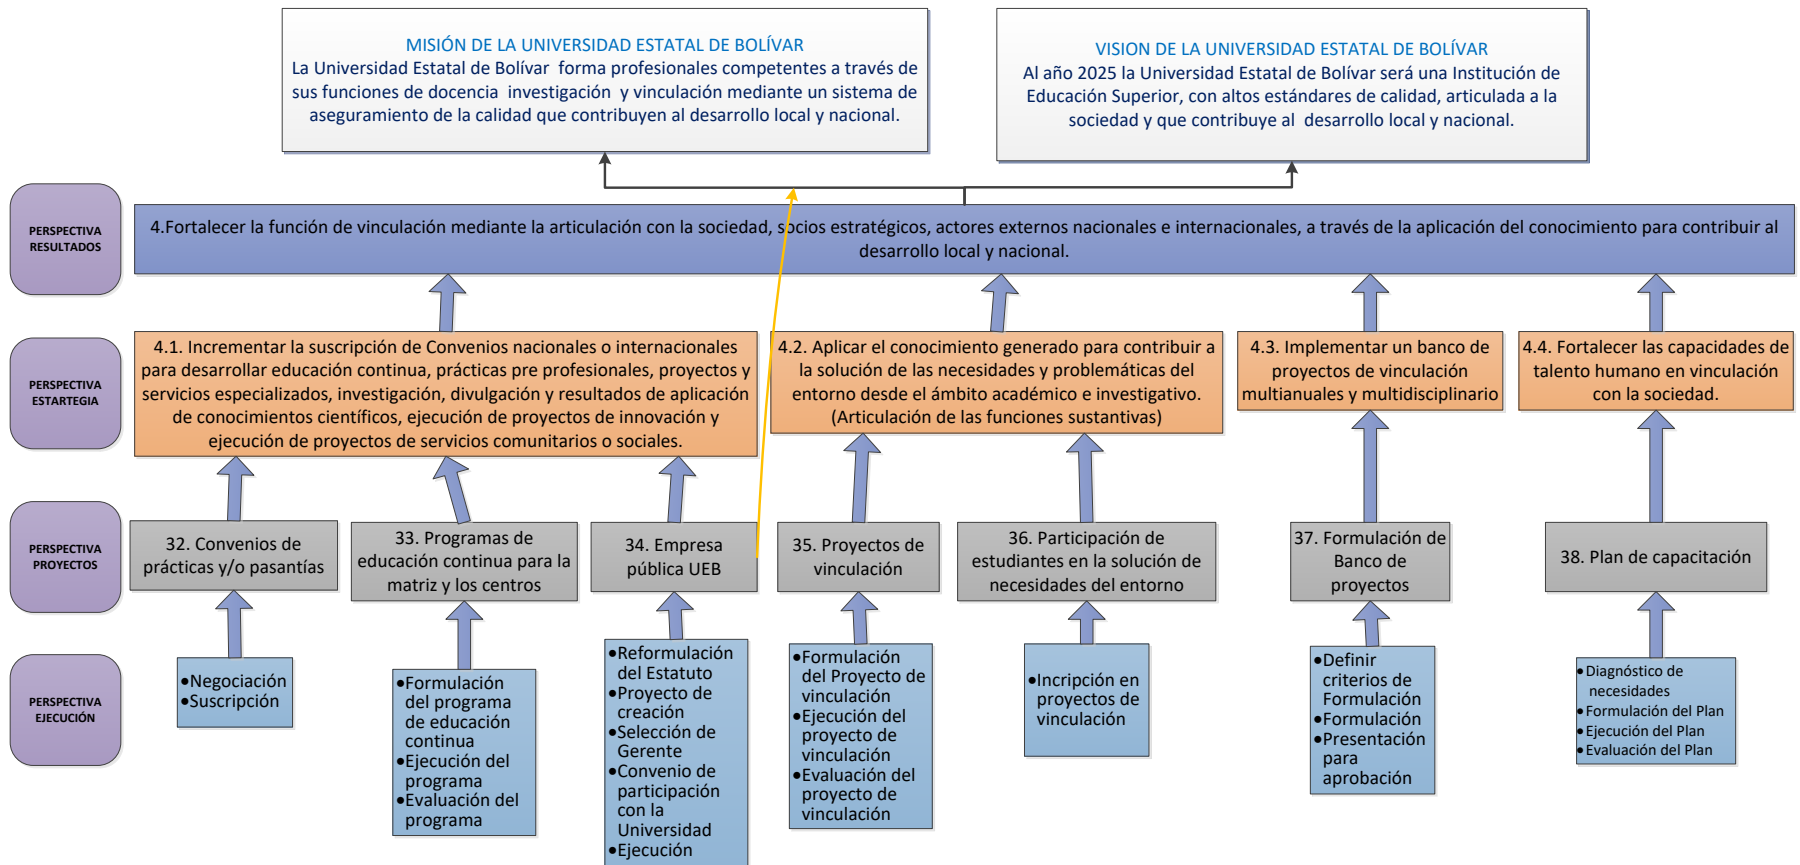 MISIÓN DE LA UNIVERSIDAD ESTATAL DE BOLÍVAR
La Universidad Estatal de Bolívar forma profesionales competentes a través de
sus funciones de docencia investigación y vinculación mediante un sistema de
aseguramiento de la calidad que contribuyen al desarrollo local y nacional.
VISION DE LA UNIVERSIDAD ESTATAL DE BOLÍVAR
Al año 2025 la Universidad Estatal de Bolívar será una Institución de
Educación Superior, con altos estándares de calidad, articulada a la
sociedad y que contribuye al desarrollo local y nacional.
PERSPECTIVA
RESULTADOS
4.Fortalecer la función de vinculación mediante la articulación con la sociedad, socios estratégicos, actores externos nacionales e internacionales, a través de la aplicación del conocimiento para contribuir al
desarrollo local y nacional.
PERSPECTIVA
ESTARTEGIA
4.1. Incrementar la suscripción de Convenios nacionales o internacionales
para desarrollar educación continua, prácticas pre profesionales, proyectos y
servicios especializados, investigación, divulgación y resultados de aplicación
de conocimientos científicos, ejecución de proyectos de innovación y
ejecución de proyectos de servicios comunitarios o sociales.
4.2. Aplicar el conocimiento generado para contribuir a
la solución de las necesidades y problemáticas del
entorno desde el ámbito académico e investigativo.
(Articulación de las funciones sustantivas)
4.3. Implementar un banco de
proyectos de vinculación
multianuales y multidisciplinario
4.4. Fortalecer las capacidades de
talento humano en vinculación
con la sociedad.
PERSPECTIVA
PROYECTOS
32. Convenios de
prácticas y/o pasantías
33. Programas de
educación continua para la
matriz y los centros
34. Empresa
pública UEB
35. Proyectos de
vinculación
36. Participación de
estudiantes en la solución de
necesidades del entorno
37. Formulación de
Banco de
proyectos
38. Plan de capacitación
PERSPECTIVA
EJECUCIÓN
•Negociación
•Suscripción
•Formulación
del programa
de educación
continua
•Ejecución del
programa
•Evaluación del
programa
•Reformulación
del Estatuto
•Proyecto de
creación
•Selección de
Gerente
•Convenio de
participación
con la
Universidad
•Ejecución
•Formulación
del Proyecto de
vinculación
•Ejecución del
proyecto de
vinculación
•Evaluación del
proyecto de
vinculación
•Incripción en
proyectos de
vinculación
•Definir
criterios de
Formulación
•Formulación
•Presentación
para
aprobación
•Diagnóstico de
necesidades
•Formulación del Plan
•Ejecución del Plan
•Evaluación del Plan